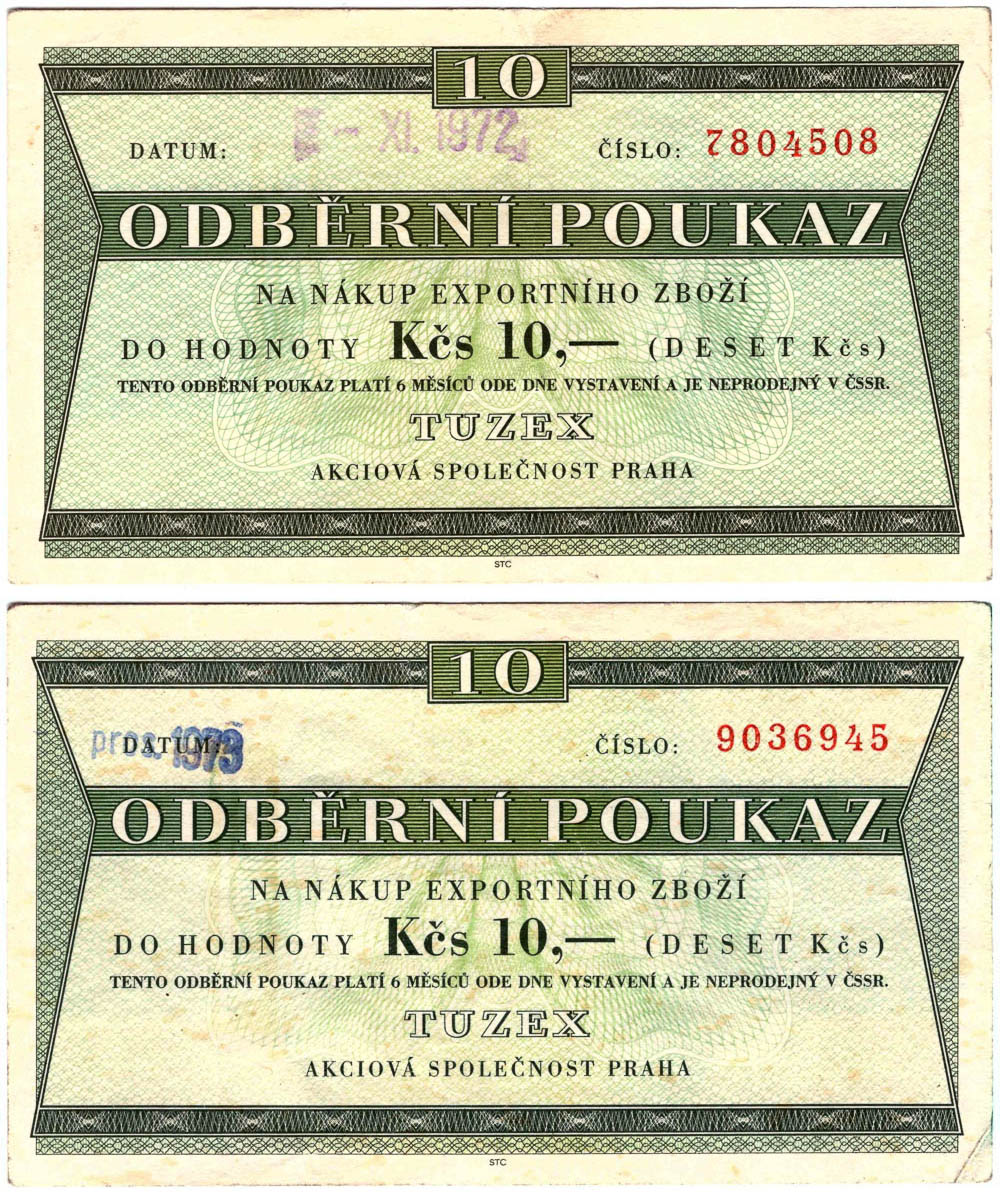 10
DATUM: - XI. 1972 ČÍSLO: 7804508
ODBĚRNÍ POUKAZ
NA NÁKUP EXPORTNÍHO ZBOŽÍ
DO HODNOTY Kčs 10,— (DESET Kčs)
TENTO ODBĚRNÍ POUKAZ PLATÍ 6 MĚSÍCŮ ODE DNE VYSTAVENÍ A JE NEPRODEJNÝ V ČSSR.
TUZEX
AKCIOVÁ SPOLEČNOST PRAHA
STC
10
DATUM: pros. 1973 ČÍSLO: 9036945
ODBĚRNÍ POUKAZ
NA NÁKUP EXPORTNÍHO ZBOŽÍ
DO HODNOTY Kčs 10,— (DESET Kčs)
TENTO ODBĚRNÍ POUKAZ PLATÍ 6 MĚSÍCŮ ODE DNE VYSTAVENÍ A JE NEPRODEJNÝ V ČSSR.
TUZEX
AKCIOVÁ SPOLEČNOST PRAHA
STC